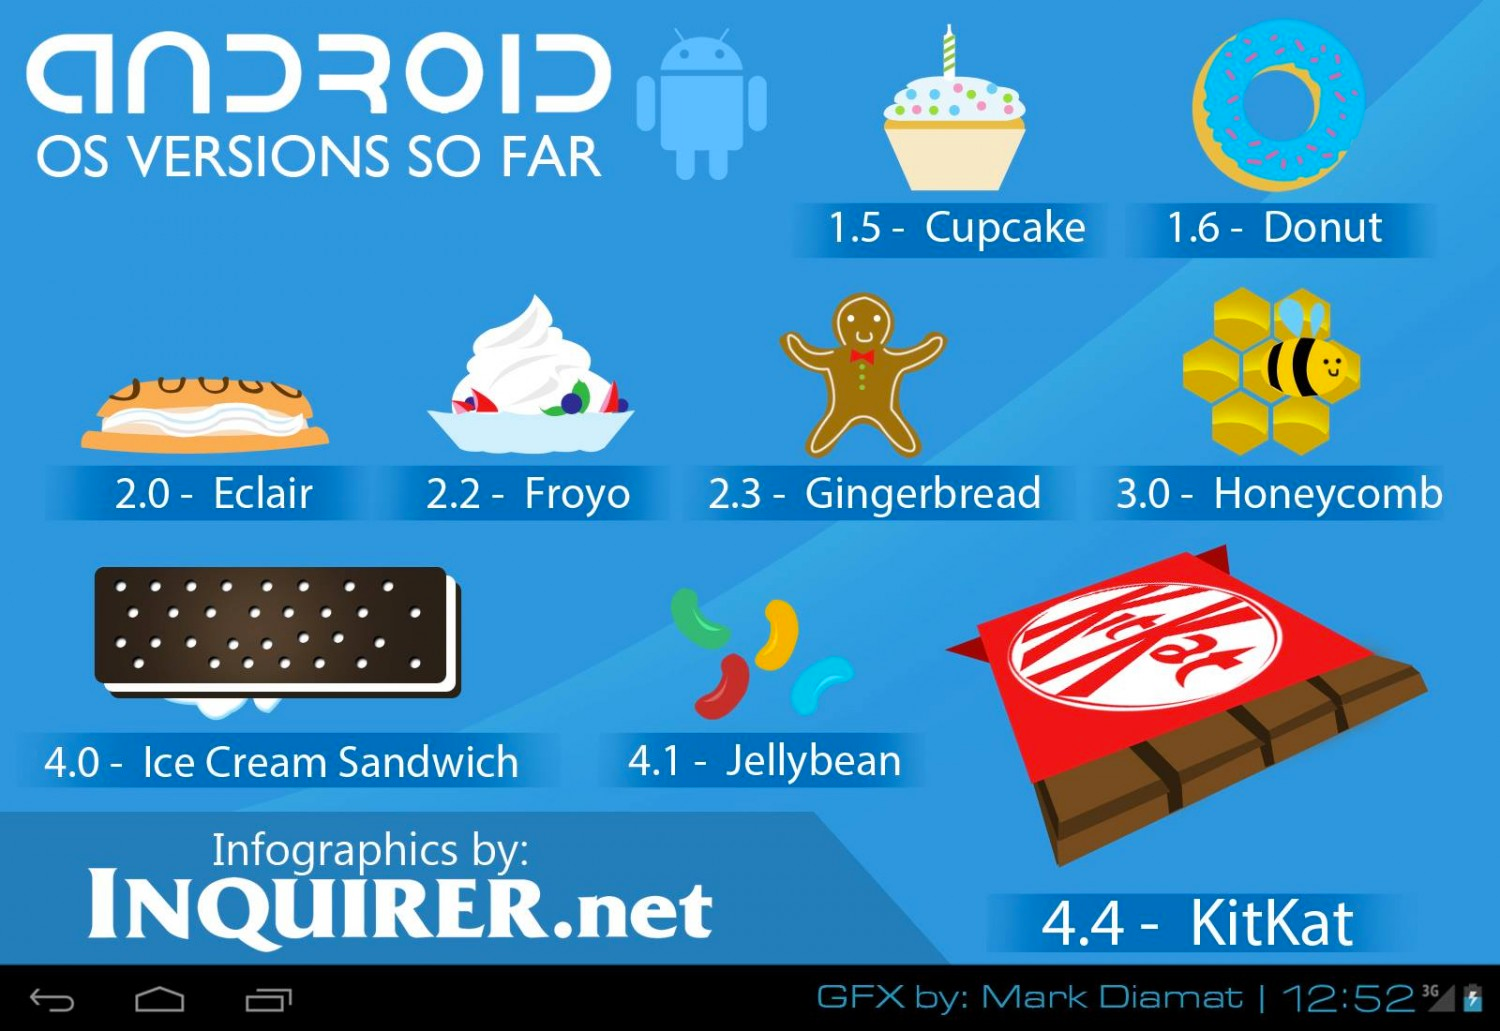 ANDROID
OS VERSIONS SO FAR
1.5 - Cupcake
1.6 - Donut
2.0 - Eclair
2.2 - Froyo
2.3 - Gingerbread
3.0 - Honeycomb
KitKat
4.0 - Ice Cream Sandwich
4.1 - Jellybean
4.4 - KitKat
Infographics by:
INQUIRER.net
GFX by: Mark Diamat | 12:52 3G